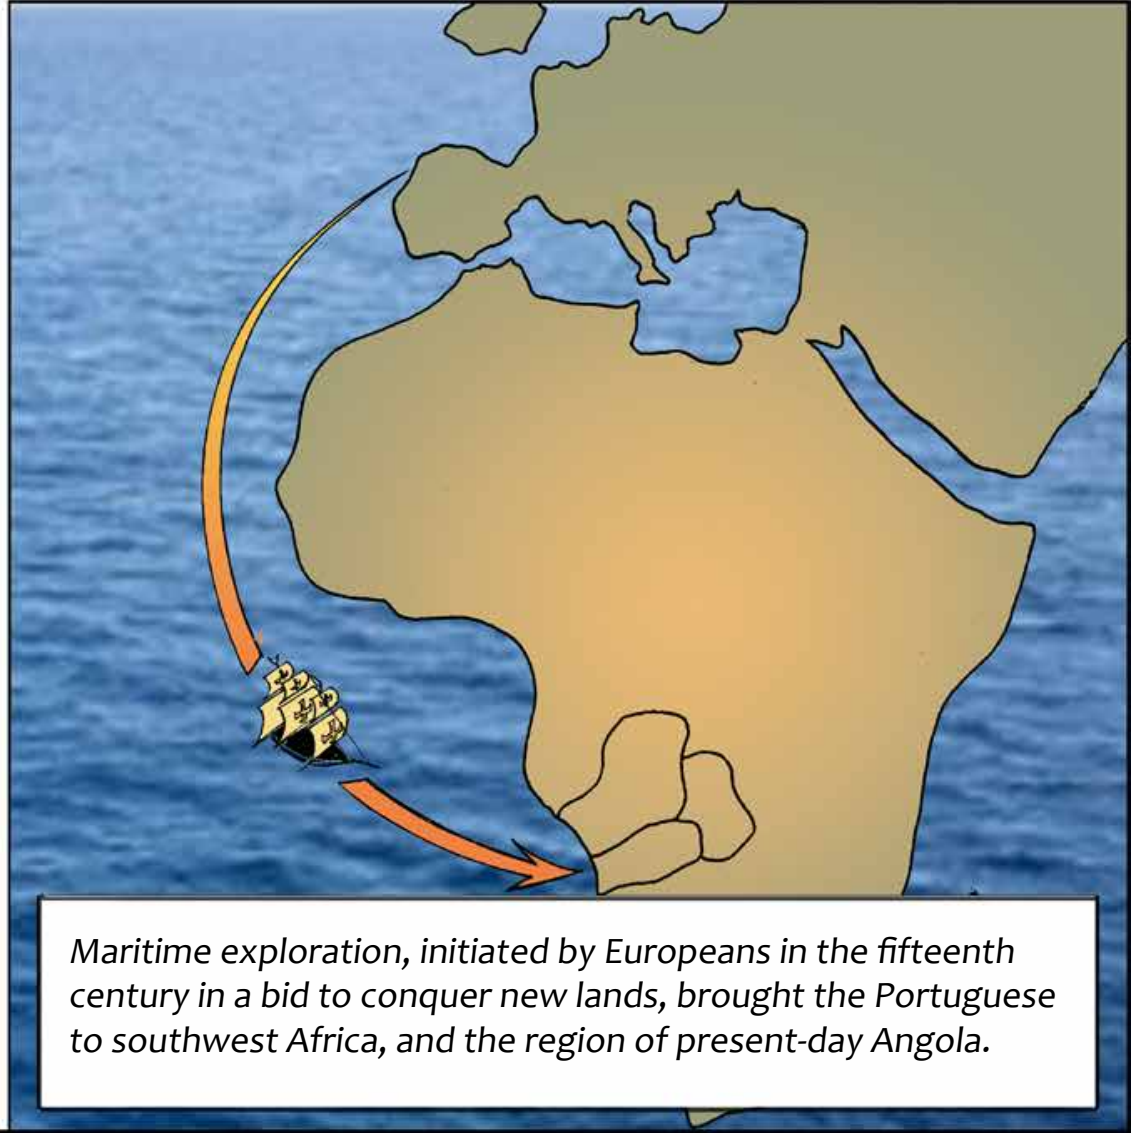 Maritime exploration, initiated by Europeans in the fifteenth
century in a bid to conquer new lands, brought the Portuguese
to southwest Africa, and the region of present-day Angola.